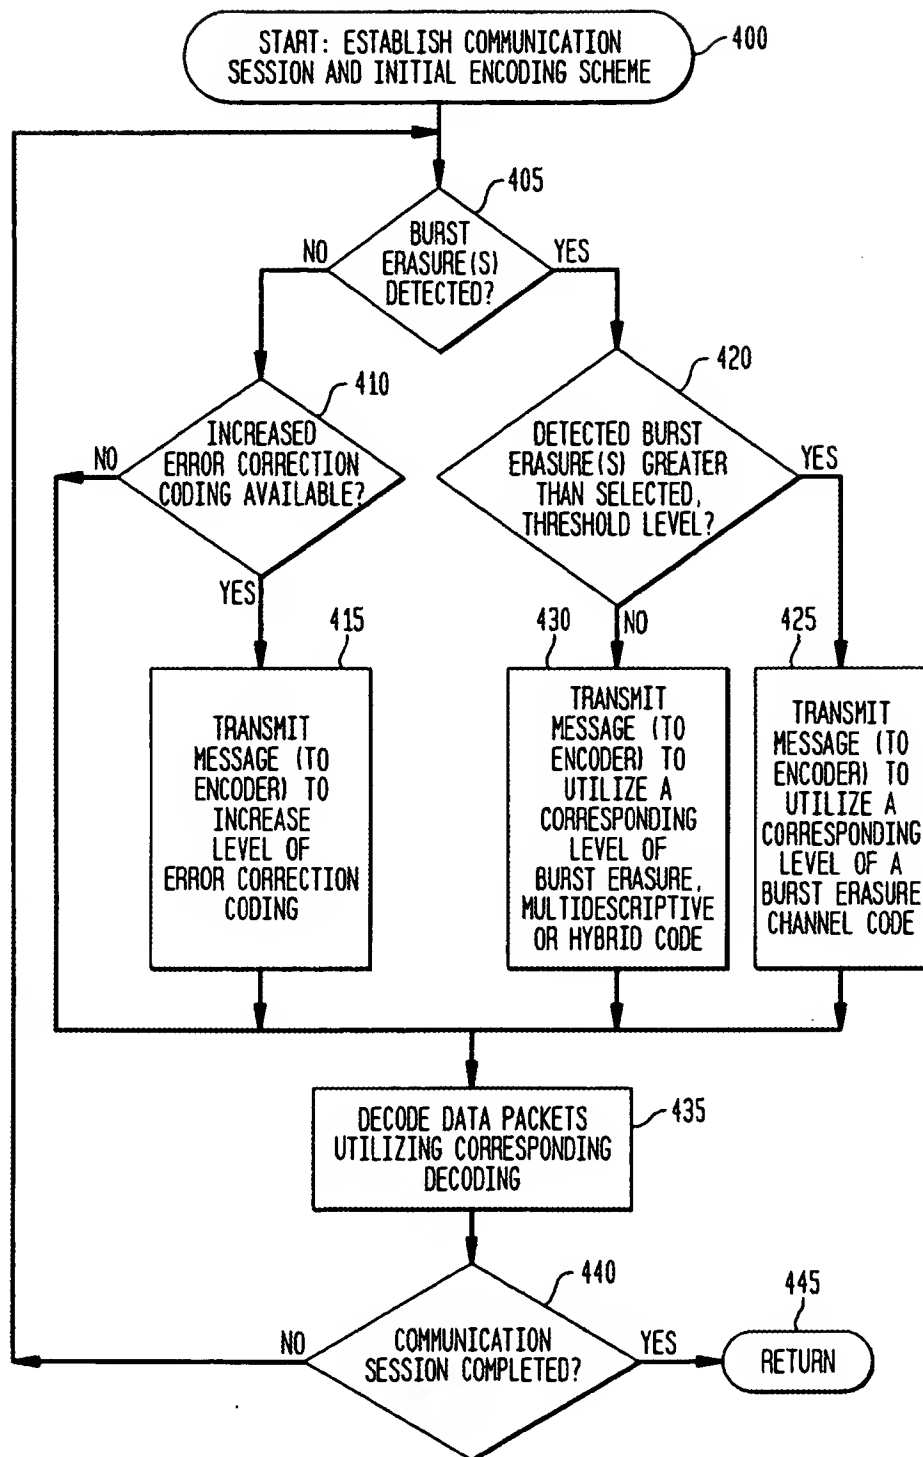 START: ESTABLISH COMMUNICATION
SESSION AND INITIAL ENCODING SCHEME
400
405
BURST
ERASURE(S)
DETECTED?
NO
YES
410
INCREASED
ERROR CORRECTION
CODING AVAILABLE?
NO
YES
420
DETECTED BURST
ERASURE(S) GREATER
THAN SELECTED,
THRESHOLD LEVEL?
YES
NO
415
TRANSMIT
MESSAGE (TO
ENCODER) TO
INCREASE
LEVEL OF
ERROR CORRECTION
CODING
430
TRANSMIT
MESSAGE (TO
ENCODER) TO
UTILIZE A
CORRESPONDING
LEVEL OF
BURST ERASURE,
MULTIDESCRIPTIVE
OR HYBRID CODE
425
TRANSMIT
MESSAGE (TO
ENCODER) TO
UTILIZE A
CORRESPONDING
LEVEL OF A
BURST ERASURE
CHANNEL CODE
DECODE DATA PACKETS
UTILIZING CORRESPONDING
DECODING
435
440
COMMUNICATION
SESSION COMPLETED?
NO
YES
445
RETURN